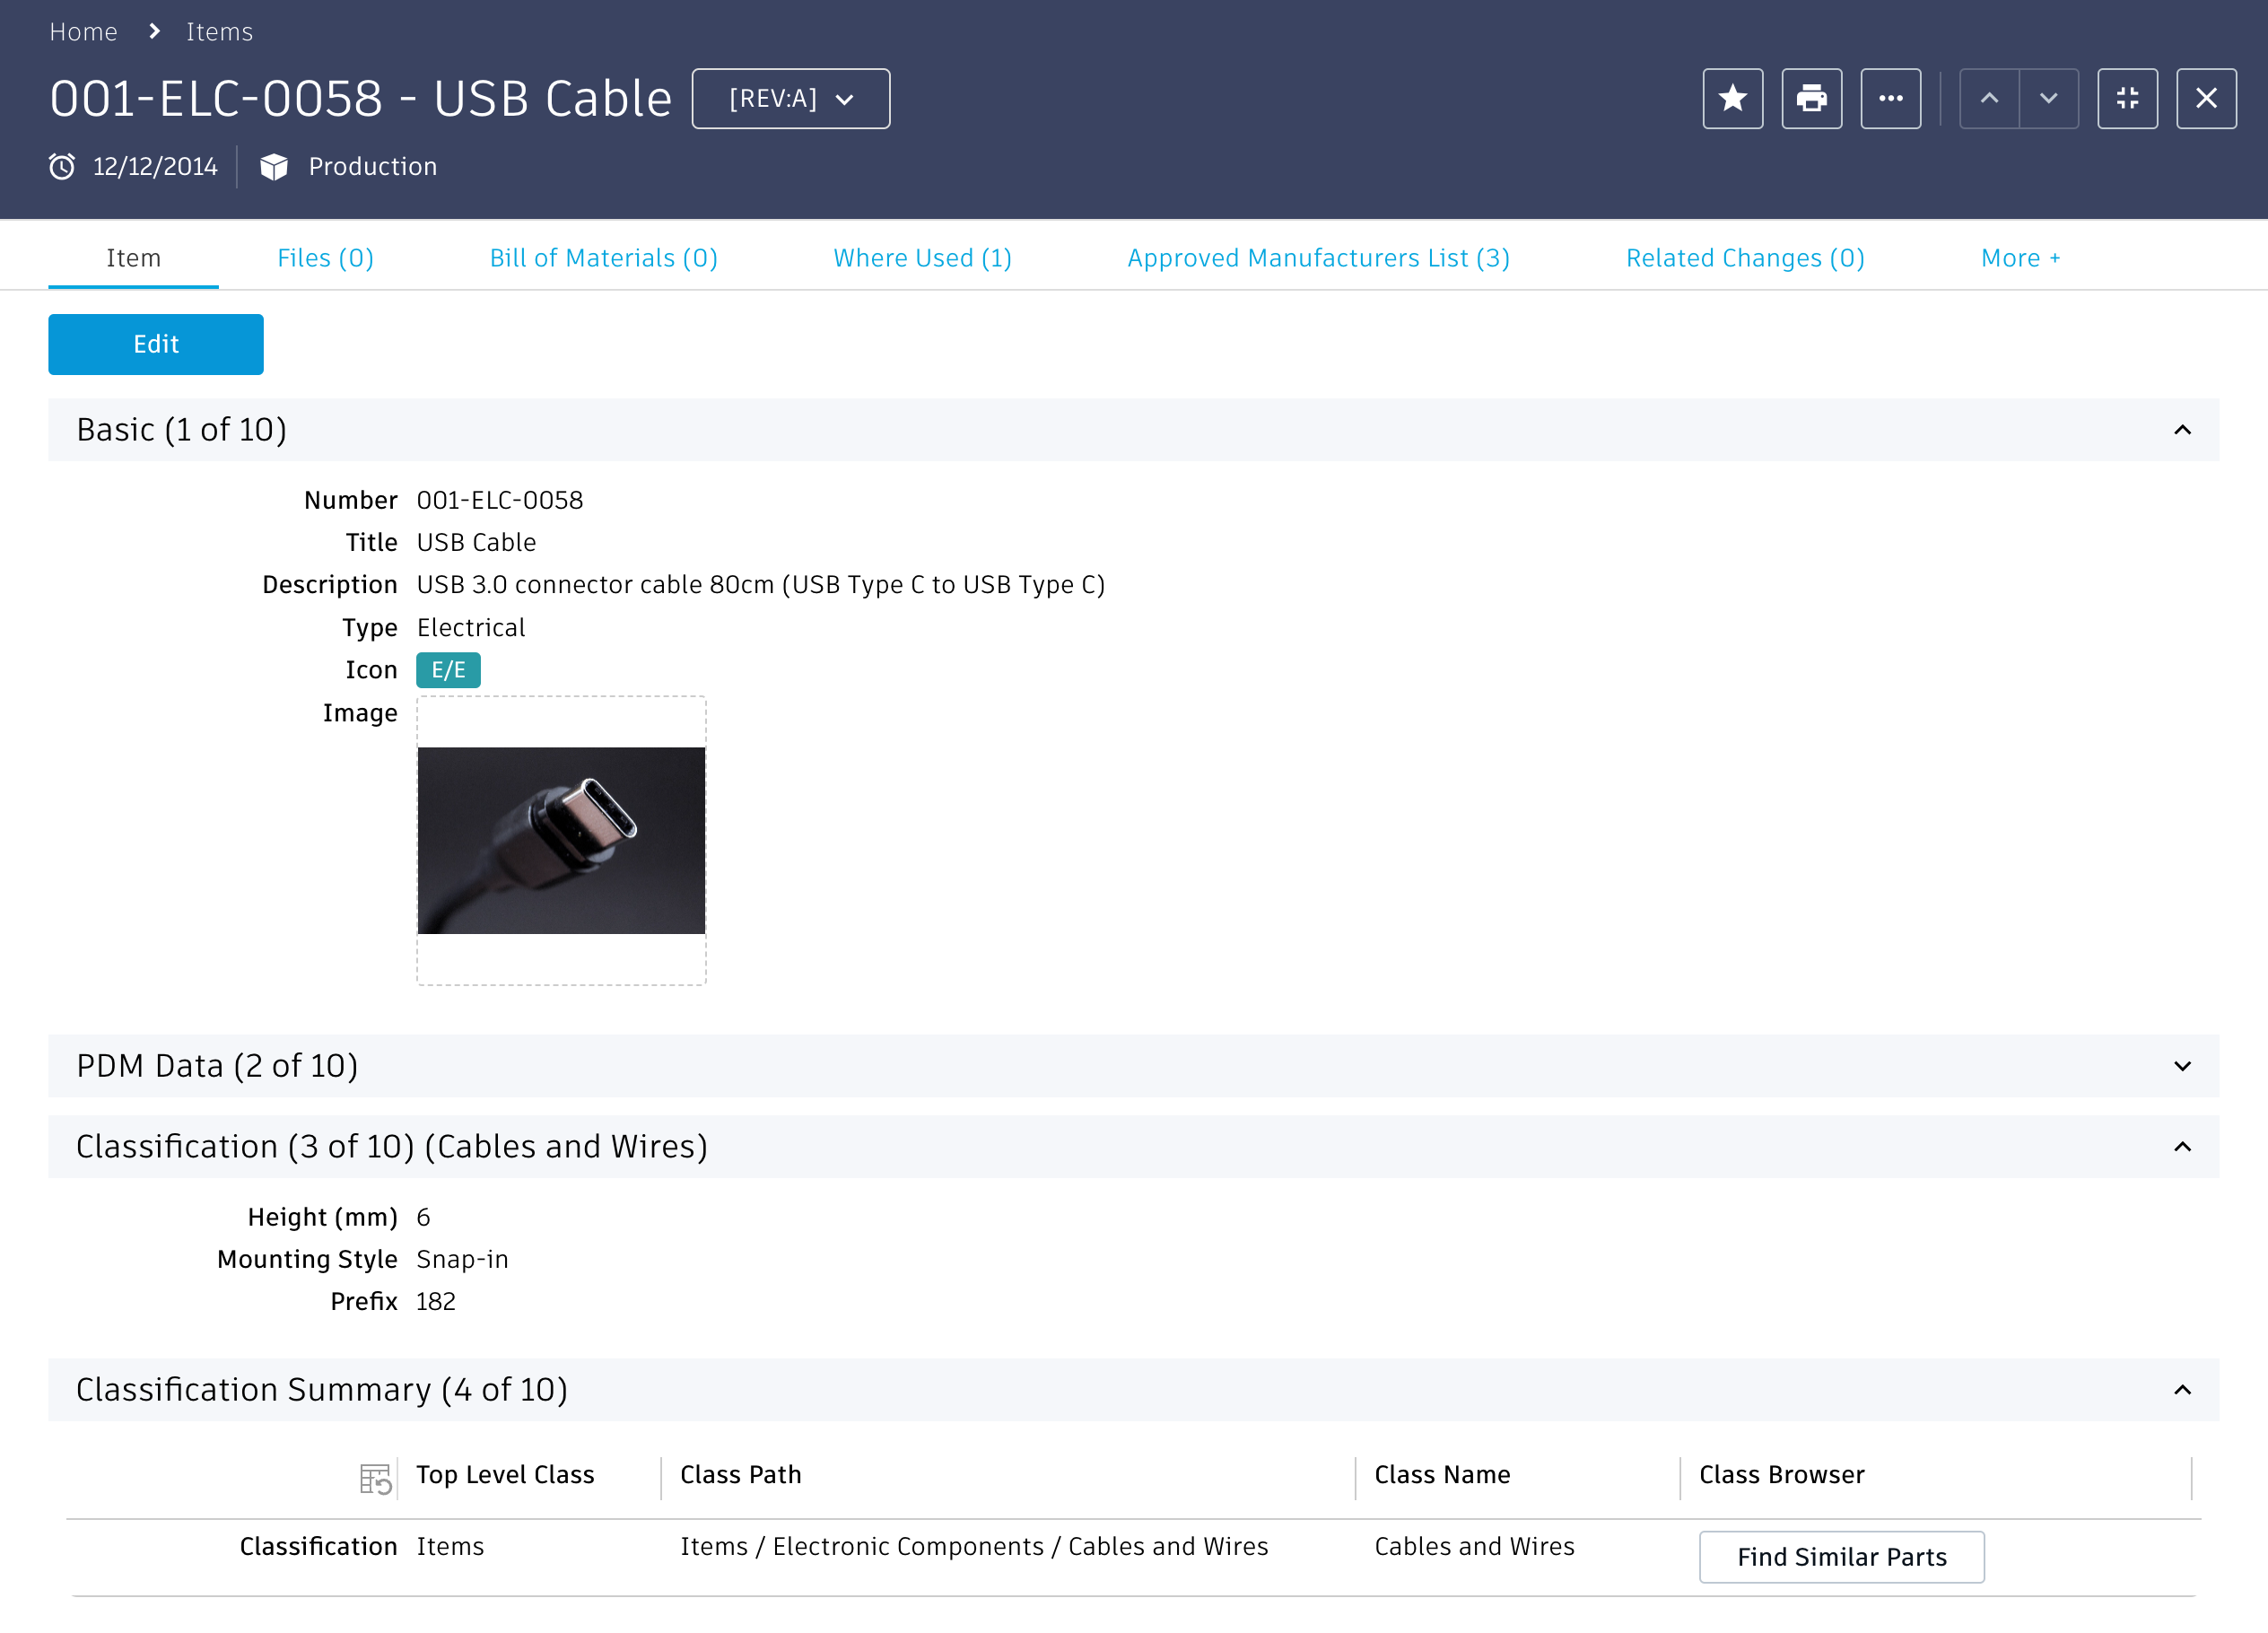 Home > Items
001-ELC-0058 - USB Cable [REV:A]
12/12/2014 Production
Item Files (0) Bill of Materials (0) Where Used (1) Approved Manufacturers List (3) Related Changes (0) More +
Edit
Basic (1 of 10)
Number 001-ELC-0058
Title USB Cable
Description USB 3.0 connector cable 80cm (USB Type C to USB Type C)
Type Electrical
Icon E/E
Image
PDM Data (2 of 10)
Classification (3 of 10) (Cables and Wires)
Height (mm) 6
Mounting Style Snap-in
Prefix 182
Classification Summary (4 of 10)
Top Level Class Class Path Class Name Class Browser
Classification Items Items / Electronic Components / Cables and Wires Cables and Wires Find Similar Parts